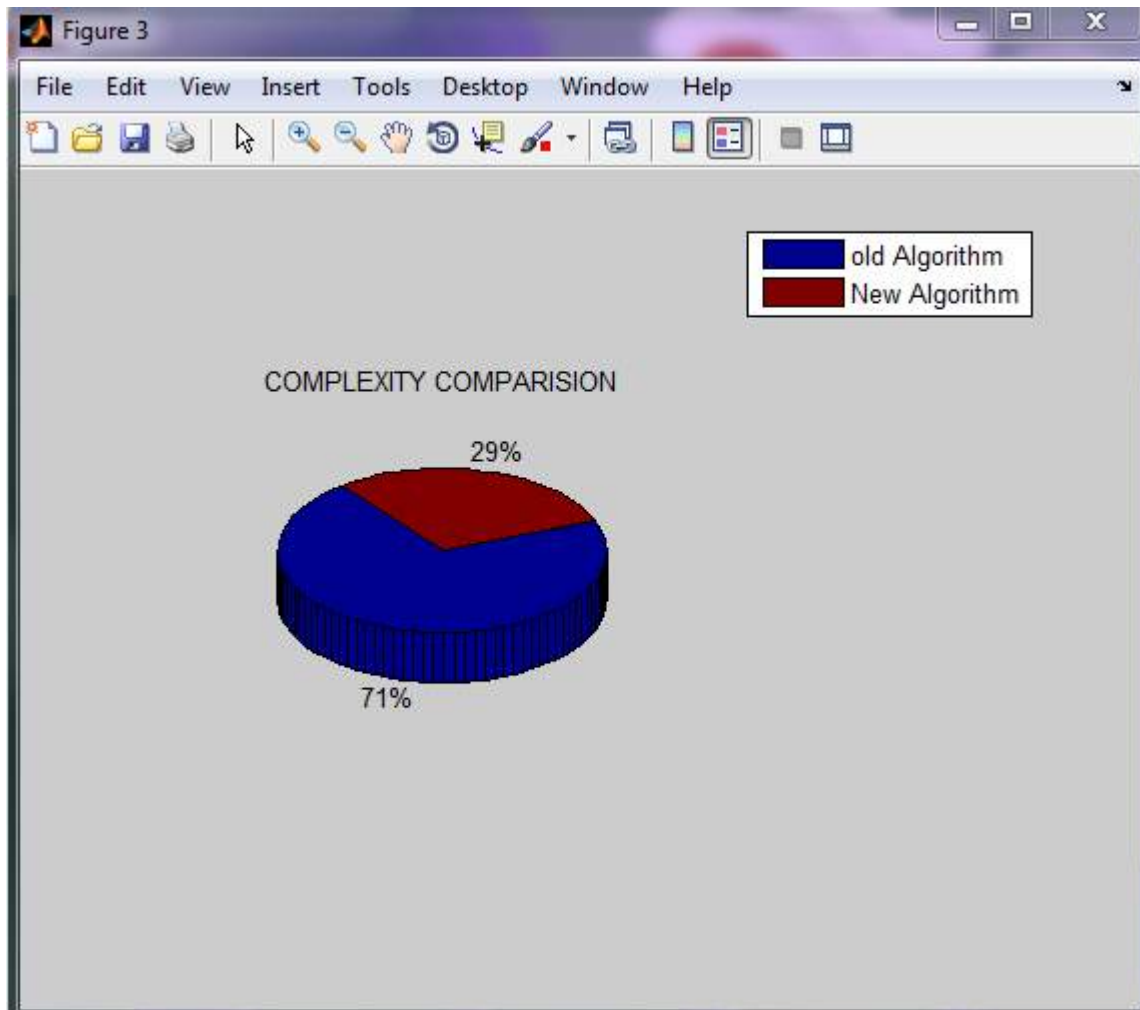 Figure 3
File Edit View Insert Tools Desktop Window Help
old Algorithm
New Algorithm
COMPLEXITY COMPARISION
29%
71%